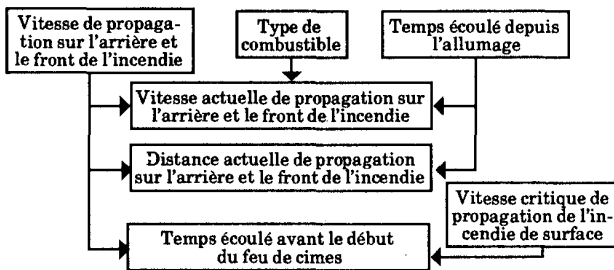 Vitesse de propaga-
tion sur l'arrière et
le front de l'incendie
Type de
combustible
Temps écoulé depuis
l'allumage
Vitesse actuelle de propagation sur
l'arrière et le front de l'incendie
Distance actuelle de propagation
sur l'arrière et le front de l'incendie
Vitesse critique de
propagation de l'in-
cendie de surface
Temps écoulé avant le début
du feu de cimes